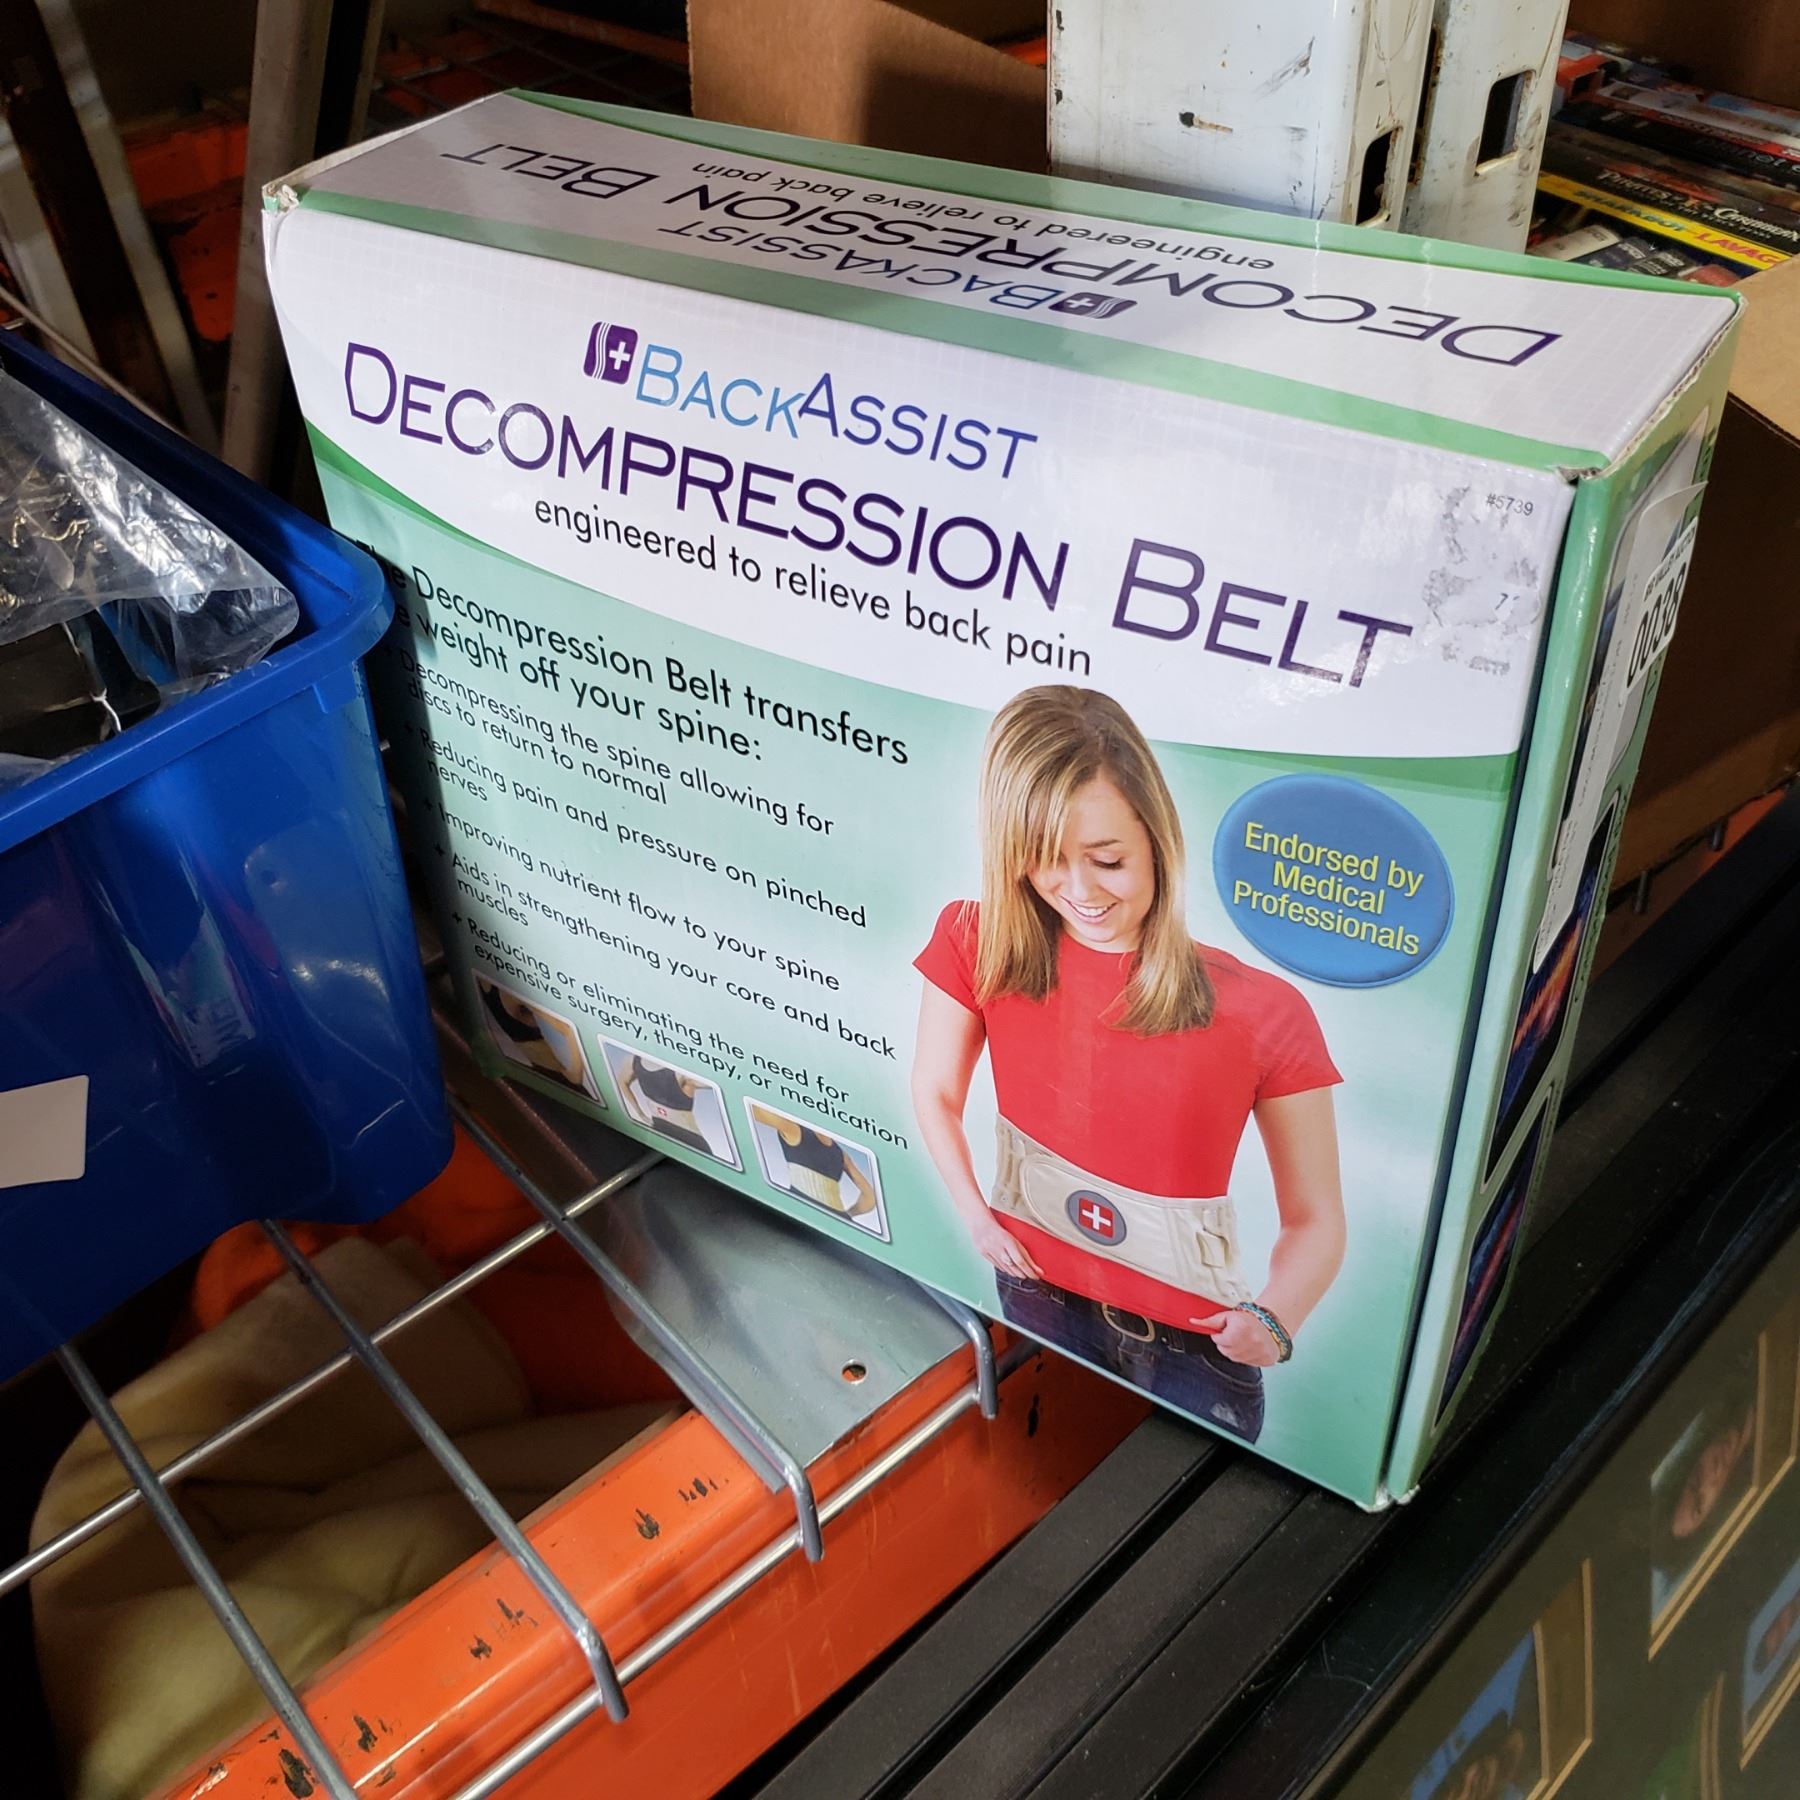 DECOMPRESSION BELT
engineered to relieve back pain
BACKASSIST
BACKASSIST
DECOMPRESSION BELT
engineered to relieve back pain
#5739
The Decompression Belt transfers
weight off your spine:
+ Decompressing the spine allowing for
discs to return to normal
+ Reducing pain and pressure on pinched
nerves
+ Improving nutrient flow to your spine
+ Aids in strengthening your core and back
muscles
+ Reducing or eliminating the need for
expensive surgery, therapy, or medication
Endorsed by
Medical
Professionals
0038